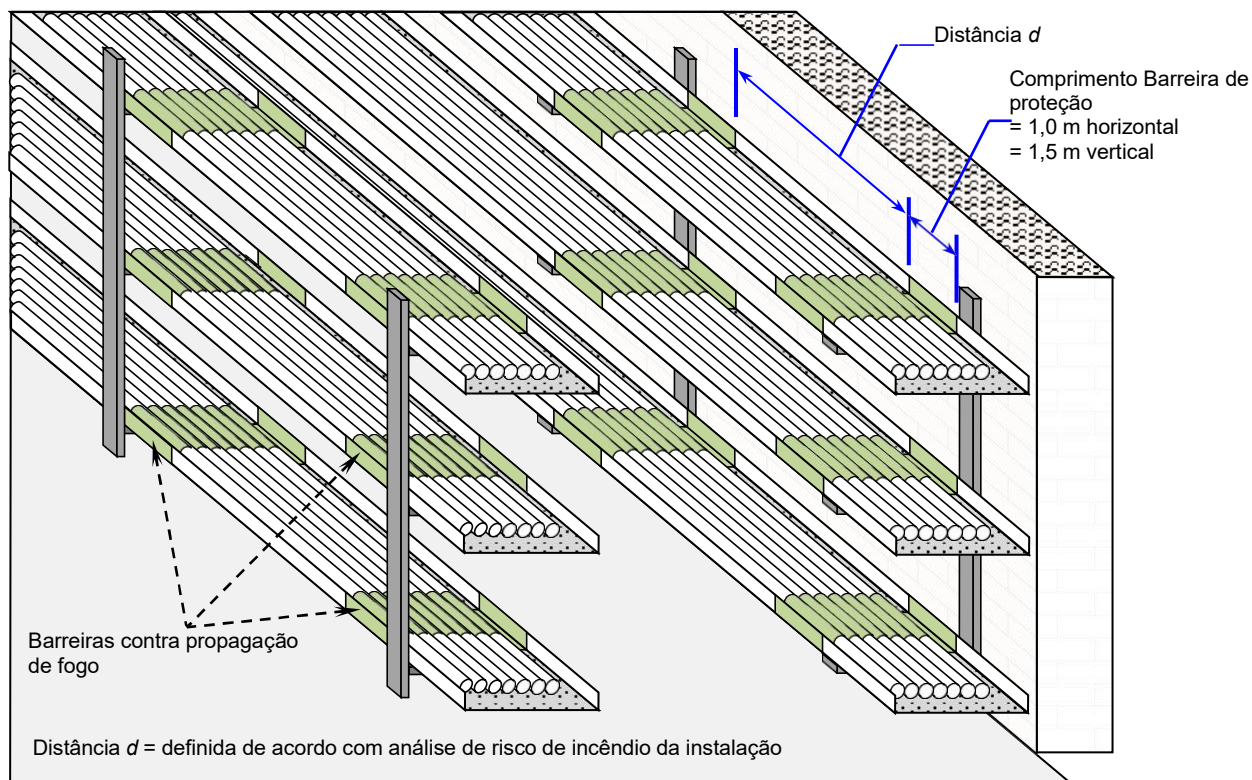 Distância d
Comprimento Barreira de
proteção
= 1,0 m horizontal
= 1,5 m vertical
Barreiras contra propagação
de fogo
Distância d = definida de acordo com análise de risco de incêndio da instalação